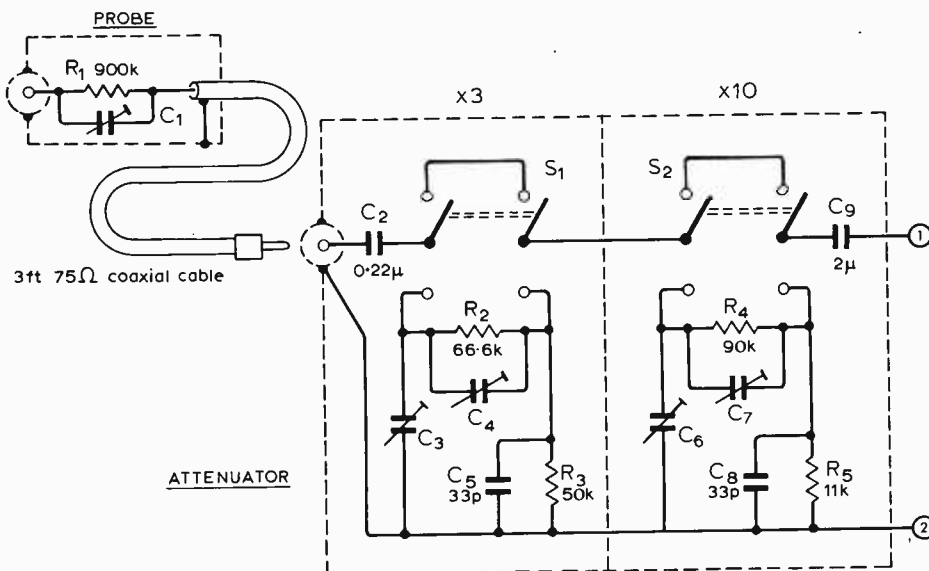 PROBE
R1 900k
C1
3ft 75Ω coaxial cable
x3
x10
S1
S2
C2
0·22μ
C9
2μ
1
R2
66·6k
C4
C3
C5
33p
R3
50k
R4
90k
C7
C6
C8
33p
R5
11k
ATTENUATOR
2